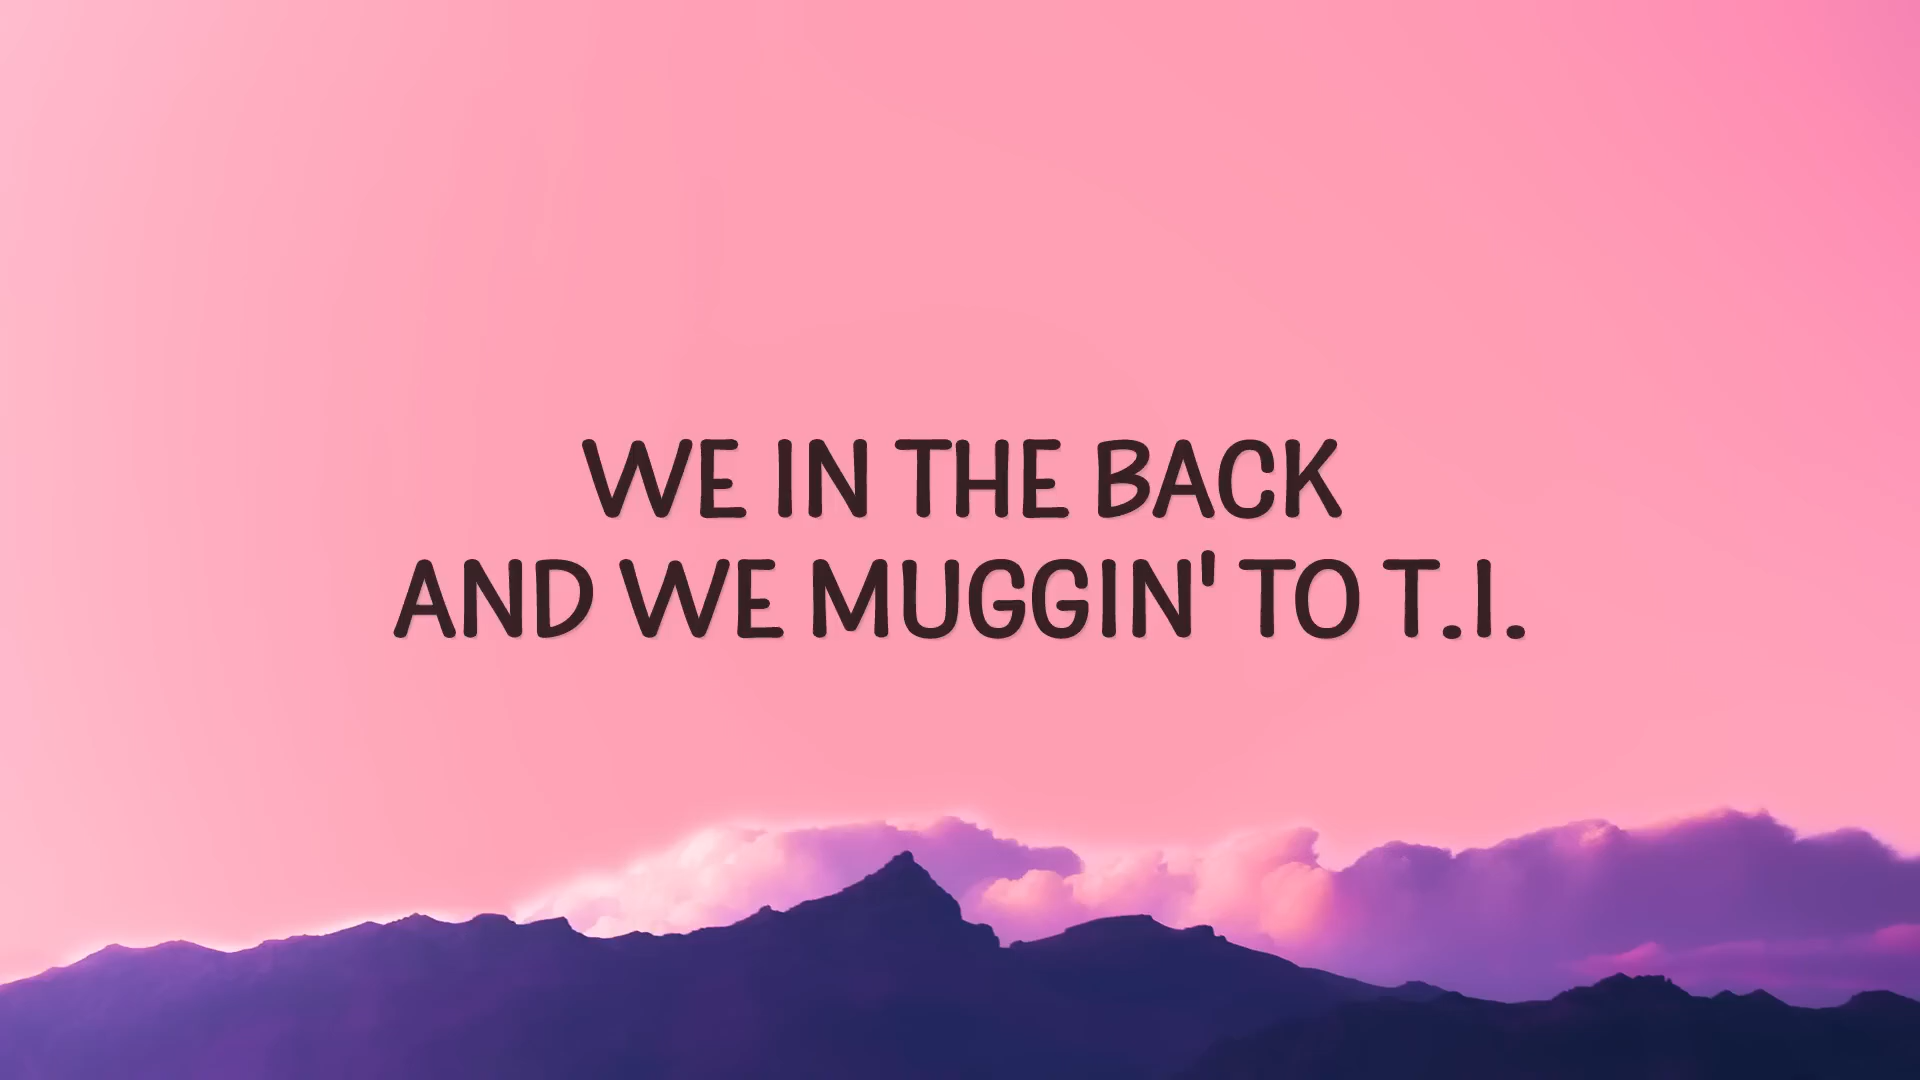 WE IN THE BACK
AND WE MUGGIN' TO T.I.